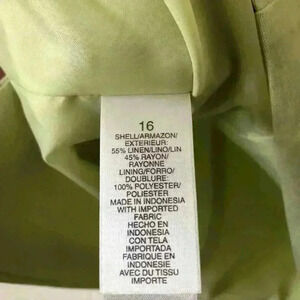 16
SHELL/ARMAZON/
EXTERIEUR:
55% LINEN/LINO/LIN
45% RAYON/
RAYONNE
LINING/FORRO/
DOUBLURE:
100% POLYESTER/
POLIESTER
MADE IN INDONESIA
WITH IMPORTED
FABRIC
HECHO EN
INDONESIA
CON TELA
IMPORTADA
FABRIQUE EN
INDONESIE
AVEC DU TISSU
IMPORTE